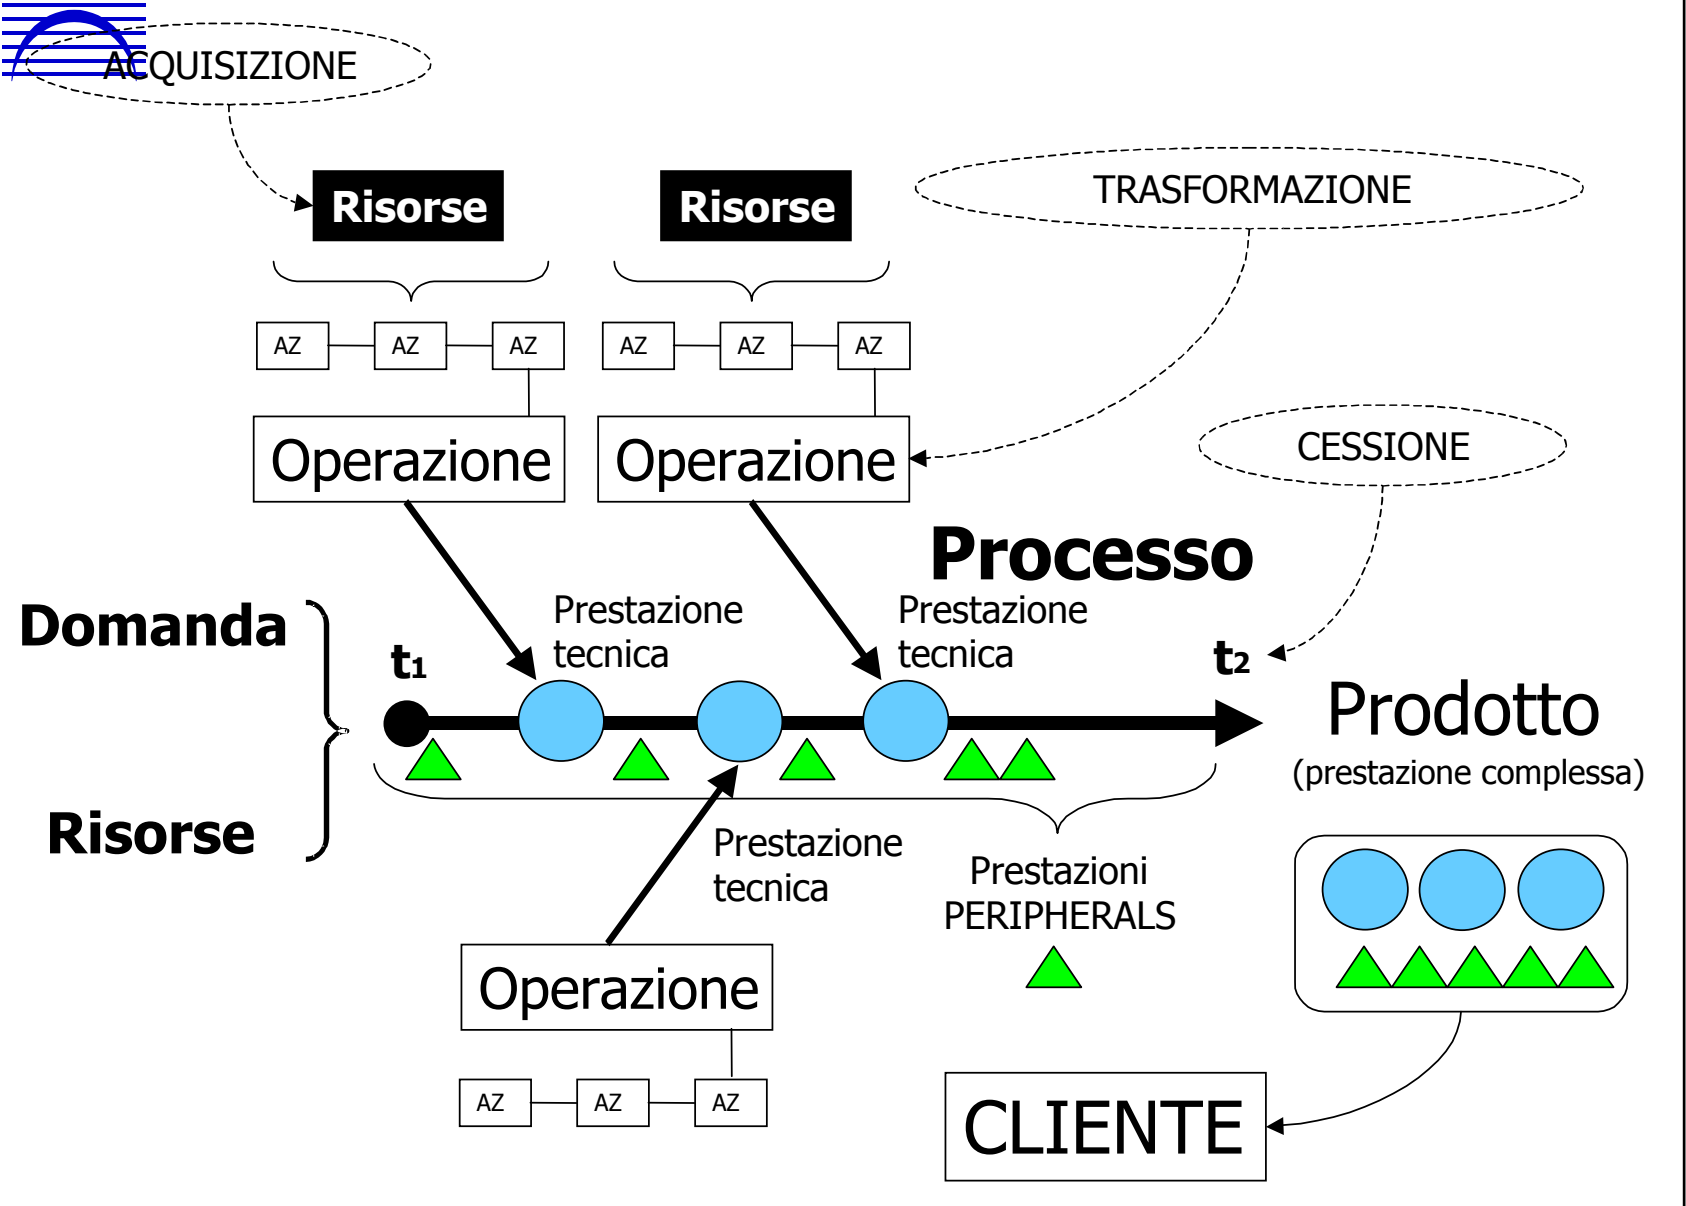 ACQUISIZIONE
Risorse
Risorse
TRASFORMAZIONE
AZ
AZ
AZ
AZ
AZ
AZ
Operazione
Operazione
CESSIONE
Processo
Domanda
Prestazione
tecnica
Prestazione
tecnica
t1
t2
Prodotto
(prestazione complessa)
Risorse
Prestazione
tecnica
Prestazioni
PERIPHERALS
Operazione
AZ
AZ
AZ
CLIENTE